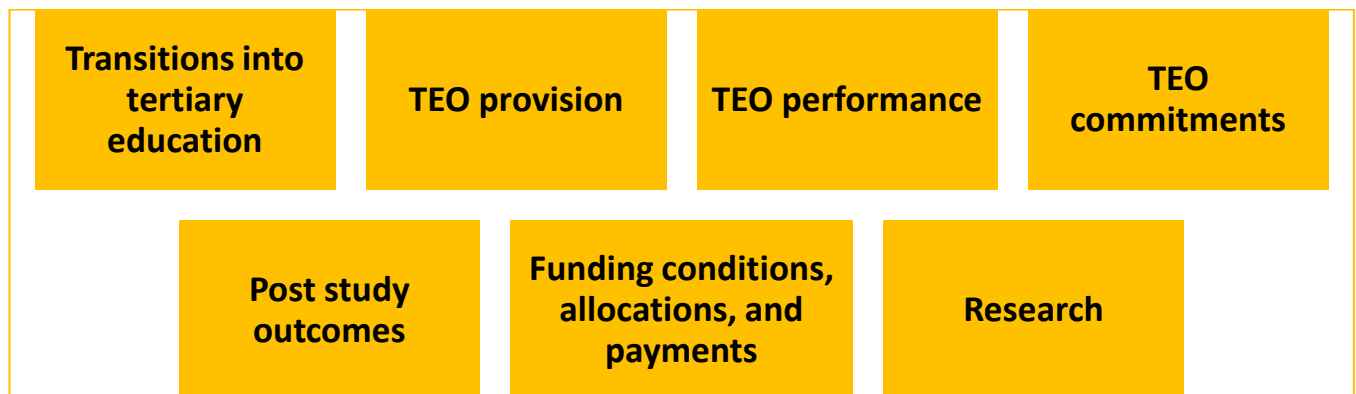 Transitions into
tertiary
education
TEO provision
TEO performance
TEO
commitments
Post study
outcomes
Funding conditions,
allocations, and
payments
Research